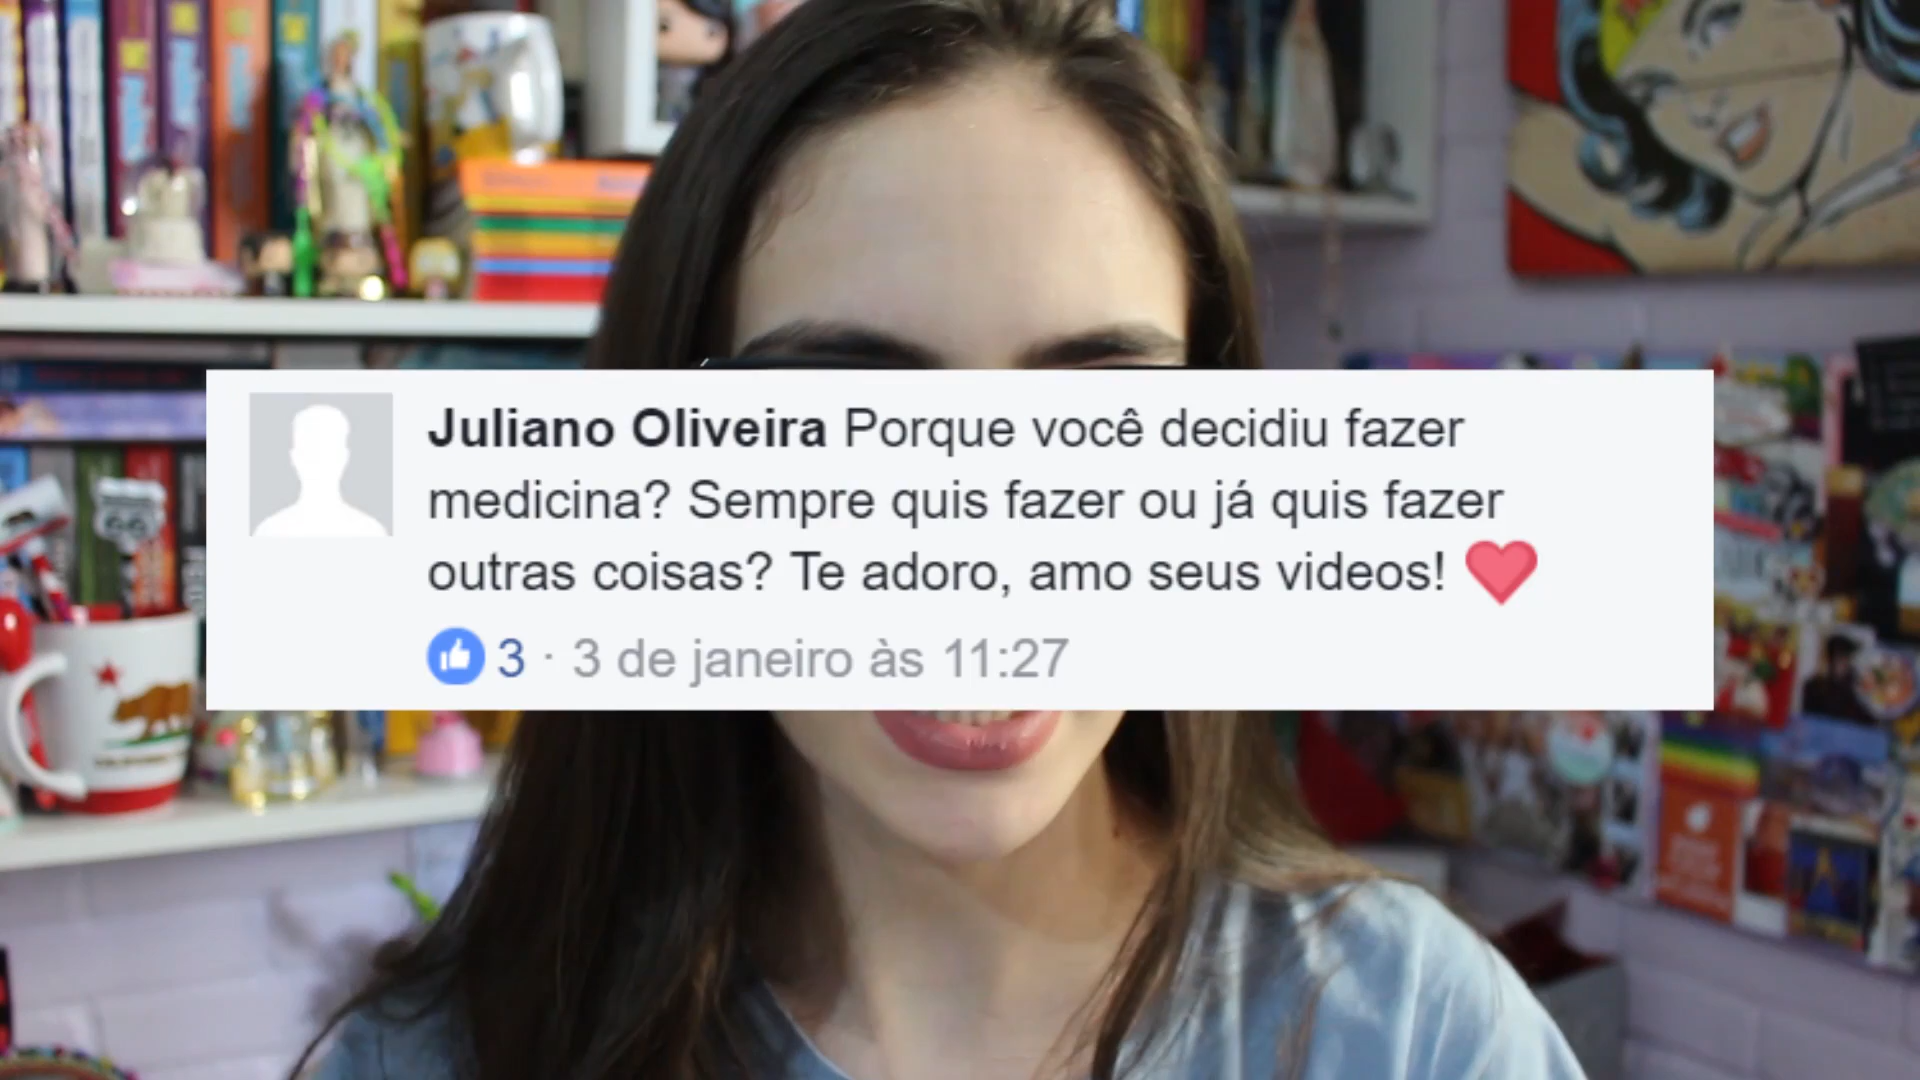 Juliano Oliveira Porque você decidiu fazer
medicina? Sempre quis fazer ou já quis fazer
outras coisas? Te adoro, amo seus videos!
3 · 3 de janeiro às 11:27